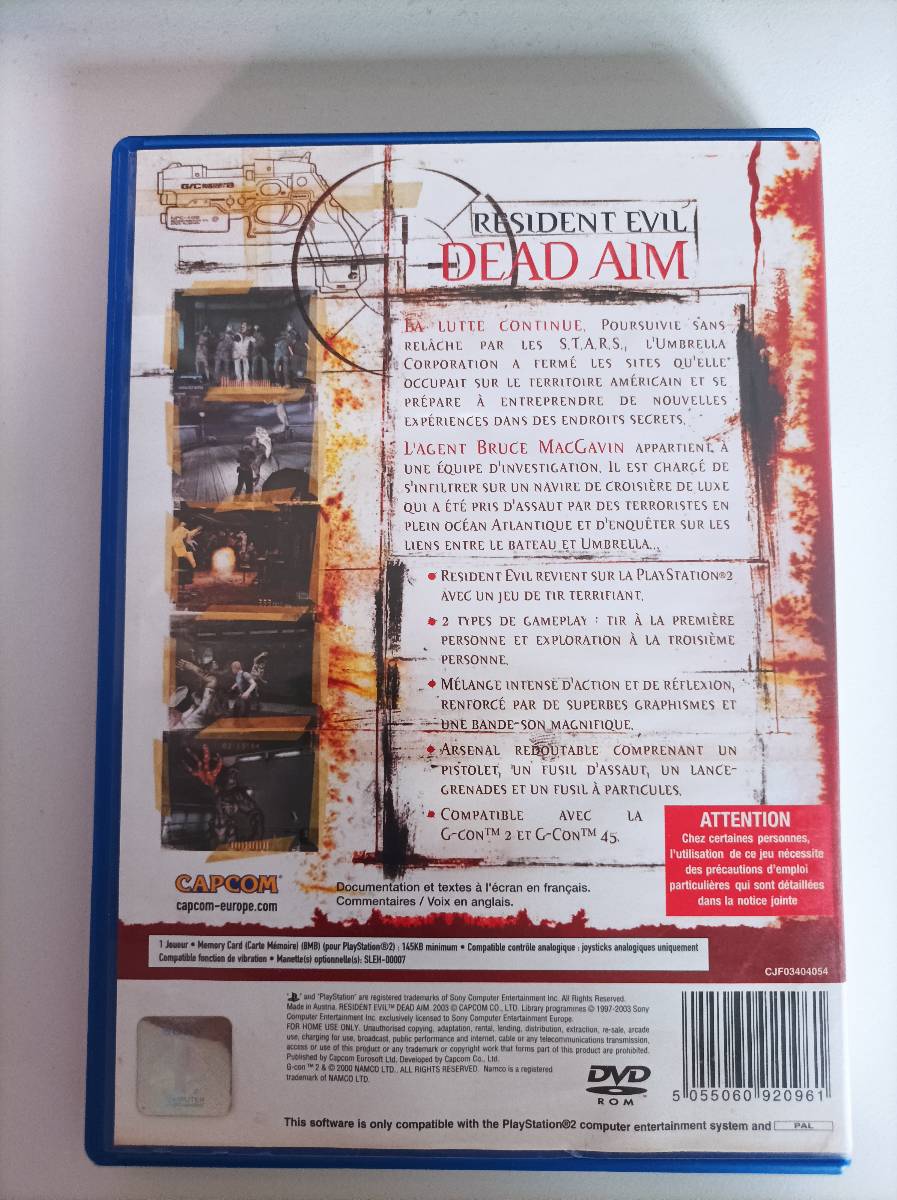 G/C
RESIDENT EVIL
DEAD AIM
LA LUTTE CONTINUE. POURSUIVIE SANS
RELÂCHE PAR LES S.T.A.R.S., L'UMBRELLA
CORPORATION A FERMÉ LES SITES QU'ELLE
OCCUPAIT SUR LE TERRITOIRE AMÉRICAIN ET SE
PRÉPARE À ENTREPRENDRE DE NOUVELLES
EXPÉRIENCES DANS DES ENDROITS SECRETS.
L'AGENT BRUCE MACGAVIN APPARTIENT À
UNE ÉQUIPE D'INVESTIGATION. IL EST CHARGÉ DE
S'INFILTRER SUR UN NAVIRE DE CROISIÈRE DE LUXE
QUI A ÉTÉ PRIS D'ASSAUT PAR DES TERRORISTES EN
PLEIN OCÉAN ATLANTIQUE ET D'ENQUÊTER SUR LES
LIENS ENTRE LE BATEAU ET UMBRELLA...
• RESIDENT EVIL REVIENT SUR LA PLAYSTATION®2
AVEC UN JEU DE TIR TERRIFIANT.
• 2 TYPES DE GAMEPLAY : TIR À LA PREMIÈRE
PERSONNE ET EXPLORATION À LA TROISIÈME
PERSONNE.
• MÉLANGE INTENSE D'ACTION ET DE RÉFLEXION,
RENFORCÉ PAR DE SUPERBES GRAPHISMES ET
UNE BANDE-SON MAGNIFIQUE.
• ARSENAL REDOUTABLE COMPRENANT UN
PISTOLET, UN FUSIL D'ASSAUT, UN LANCE-
GRENADES ET UN FUSIL À PARTICULES.
• COMPATIBLE AVEC LA
G-CON™ 2 ET G-CON™ 45.
ATTENTION
Chez certaines personnes,
l'utilisation de ce jeu nécessite
des précautions d'emploi
particulières qui sont détaillées
dans la notice jointe
CAPCOM
capcom-europe.com
Documentation et textes à l'écran en français.
Commentaires / Voix en anglais.
1 Joueur • Memory Card (Carte Mémoire) (8MB) (pour PlayStation®2) : 145KB minimum • Compatible contrôle analogique : joysticks analogiques uniquement
Compatible fonction de vibration • Manette(s) optionnelle(s): SLEH-00007
CJF03404054
"PS" and "PlayStation" are registered trademarks of Sony Computer Entertainment Inc. All Rights Reserved.
Made in Austria. RESIDENT EVIL™ DEAD AIM. 2003 © CAPCOM CO., LTD. Library programmes © 1997-2003 Sony
Computer Entertainment Inc. exclusively licensed to Sony Computer Entertainment Europe.
FOR HOME USE ONLY. Unauthorised copying, adaptation, rental, lending, distribution, extraction, re-sale, arcade
use, charging for use, broadcast, public performance and internet, cable or any telecommunications transmission,
access or use of this product or any trademark or copyright work that forms part of this product are prohibited.
Published by Capcom Eurosoft Ltd. Developed by Capcom Co., Ltd.
G-con ™ 2 & © 2000 NAMCO LTD., ALL RIGHTS RESERVED. Namco is a registered
trademark of NAMCO LTD.
DVD
ROM
5 055060 920961
This software is only compatible with the PlayStation®2 computer entertainment system and PAL